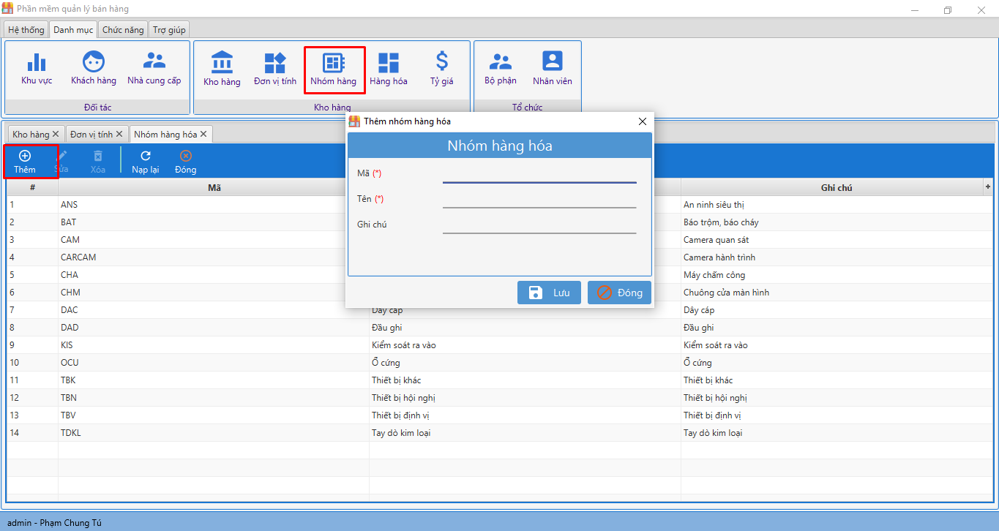 Phần mềm quản lý bán hàng
Hệ thống Danh mục Chức năng Trợ giúp
Khu vực Khách hàng Nhà cung cấp Kho hàng Đơn vị tính Nhóm hàng Hàng hóa Tỷ giá Bộ phận Nhân viên
Đối tác Kho hàng Tổ chức
Thêm nhóm hàng hóa
Kho hàng Đơn vị tính Nhóm hàng hóa
Nhóm hàng hóa
Thêm Sửa Xóa Nạp lại Đóng
Mã (*)
Tên (*)
Ghi chú
Lưu Đóng
# Mã Ghi chú +
1 ANS An ninh siêu thị
2 BAT Báo trộm, báo cháy
3 CAM Camera quan sát
4 CARCAM Camera hành trình
5 CHA Máy chấm công
6 CHM Chuông cửa màn hình
7 DAC Dây cáp Dây cáp
8 DAD Đầu ghi Đầu ghi
9 KIS Kiểm soát ra vào Kiểm soát ra vào
10 OCU Ổ cứng Ổ cứng
11 TBK Thiết bị khác Thiết bị khác
12 TBN Thiết bị hội nghị Thiết bị hội nghị
13 TBV Thiết bị định vị Thiết bị định vị
14 TDKL Tay dò kim loại Tay dò kim loại
admin - Phạm Chung Tú